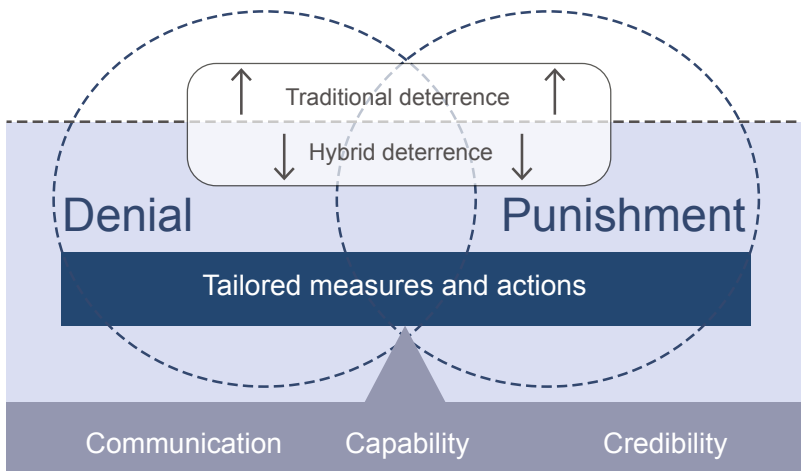 Traditional deterrence
Hybrid deterrence
Denial
Punishment
Tailored measures and actions
Communication
Capability
Credibility